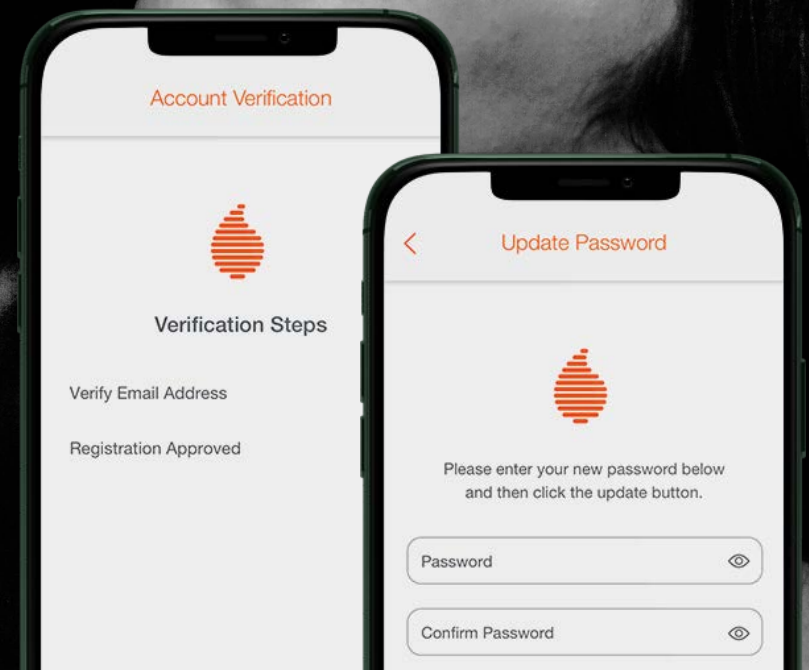 Account Verification
Verification Steps
Verify Email Address
Registration Approved
Update Password
Please enter your new password below
and then click the update button.
Password
Confirm Password